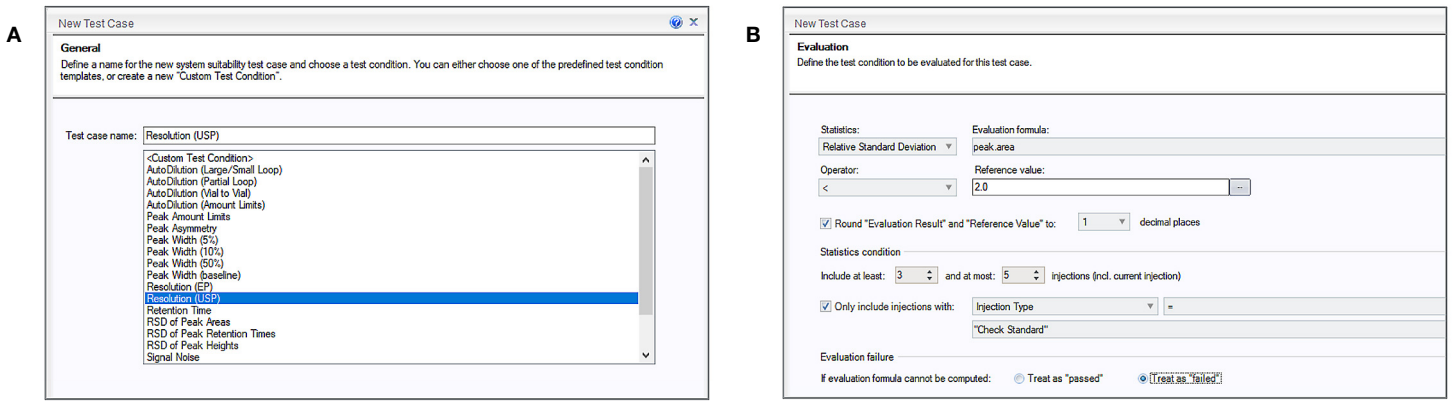 A
New Test Case
General
Define a name for the new system suitability test case and choose a test condition. You can either choose one of the predefined test condition
templates, or create a new "Custom Test Condition".
Test case name: Resolution (USP)
<Custom Test Condition>
AutoDilution (Large/Small Loop)
AutoDilution (Partial Loop)
AutoDilution (Vial to Vial)
AutoDilution (Amount Limits)
Peak Amount Limits
Peak Asymmetry
Peak Width (5%)
Peak Width (10%)
Peak Width (50%)
Peak Width (baseline)
Resolution (EP)
Resolution (USP)
Retention Time
RSD of Peak Areas
RSD of Peak Retention Times
RSD of Peak Heights
Signal Noise
B
New Test Case
Evaluation
Define the test condition to be evaluated for this test case.
Statistics: Evaluation formula:
Relative Standard Deviation peak.area
Operator: Reference value:
< 2.0 ...
Round "Evaluation Result" and "Reference Value" to: 1 decimal places
Statistics condition
Include at least: 3 and at most: 5 injections (incl. current injection)
Only include injections with: Injection Type =
"Check Standard"
Evaluation failure
If evaluation formula cannot be computed: Treat as "passed" Treat as "failed"